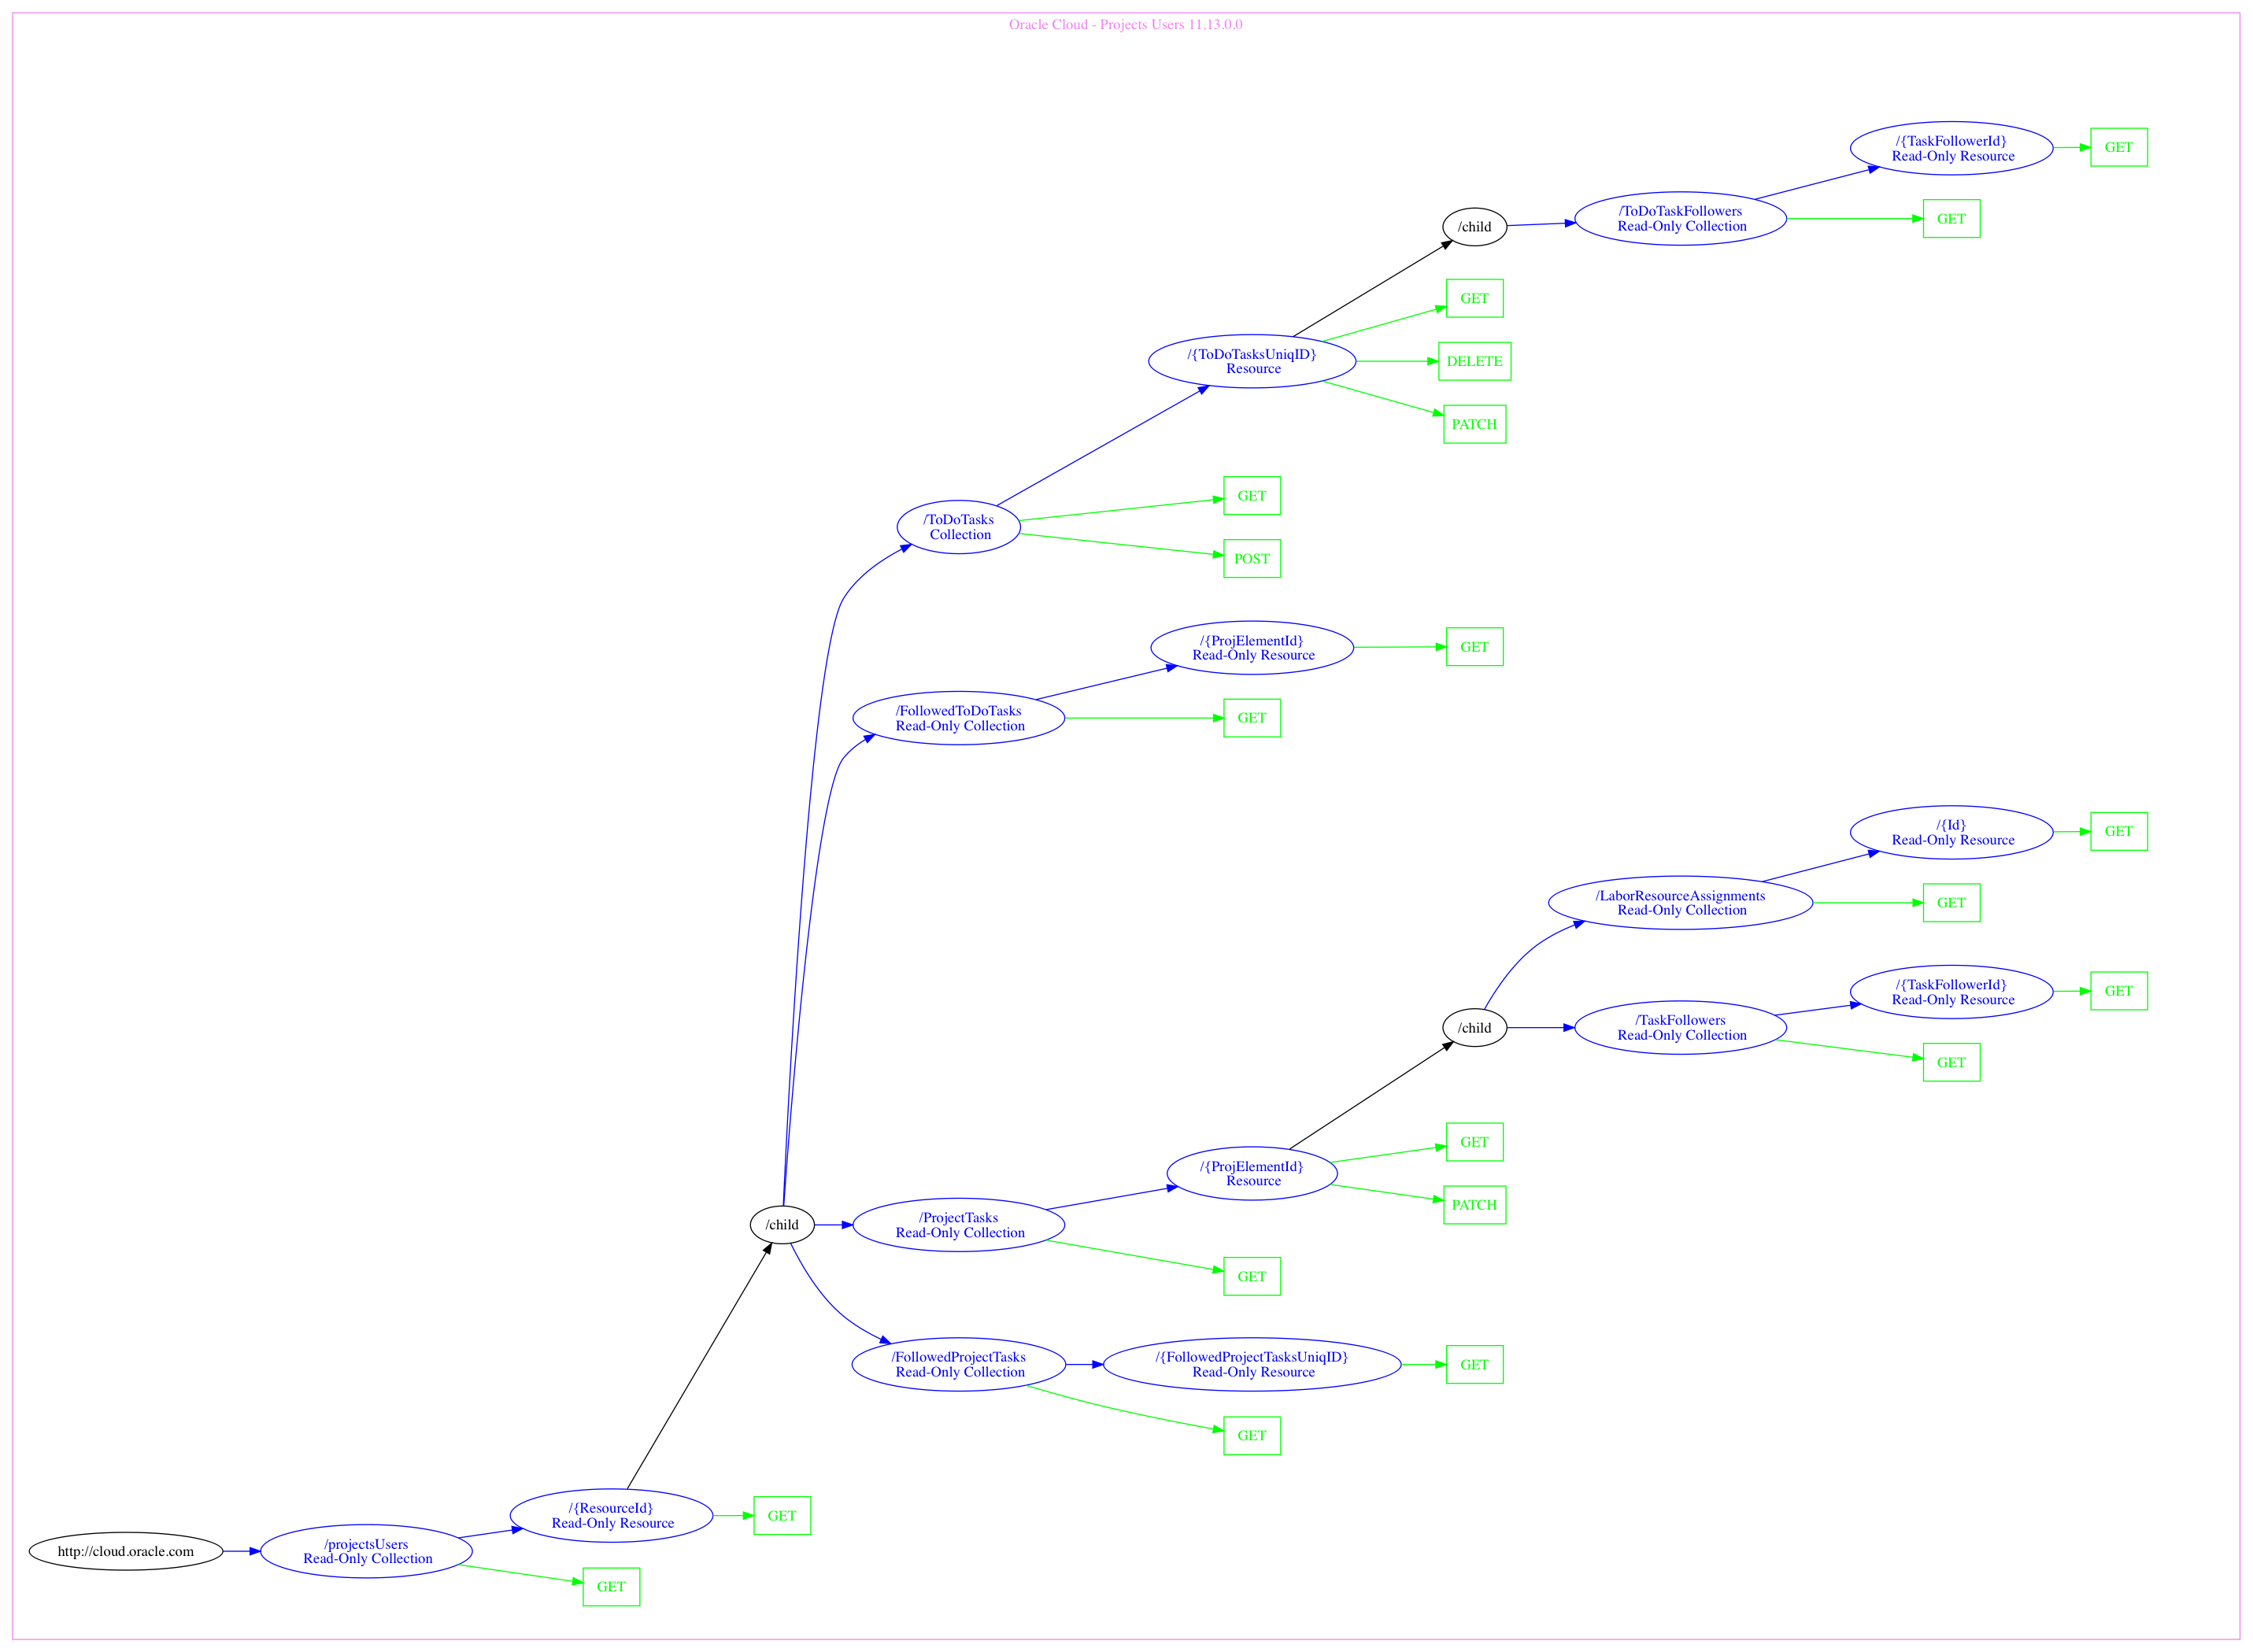 Oracle Cloud - Projects Users 11.13.0.0
/{TaskFollowerId}
Read-Only Resource
GET
/ToDoTaskFollowers
Read-Only Collection
GET
/child
GET
/{ToDoTasksUniqID}
Resource
DELETE
PATCH
GET
/ToDoTasks
Collection
POST
/{ProjElementId}
Read-Only Resource
GET
/FollowedToDoTasks
Read-Only Collection
GET
/{Id}
Read-Only Resource
GET
/LaborResourceAssignments
Read-Only Collection
GET
/{TaskFollowerId}
Read-Only Resource
GET
/child
/TaskFollowers
Read-Only Collection
GET
GET
/{ProjElementId}
Resource
PATCH
/child
/ProjectTasks
Read-Only Collection
GET
/FollowedProjectTasks
Read-Only Collection
/{FollowedProjectTasksUniqID}
Read-Only Resource
GET
GET
/{ResourceId}
Read-Only Resource
GET
http://cloud.oracle.com
/projectsUsers
Read-Only Collection
GET